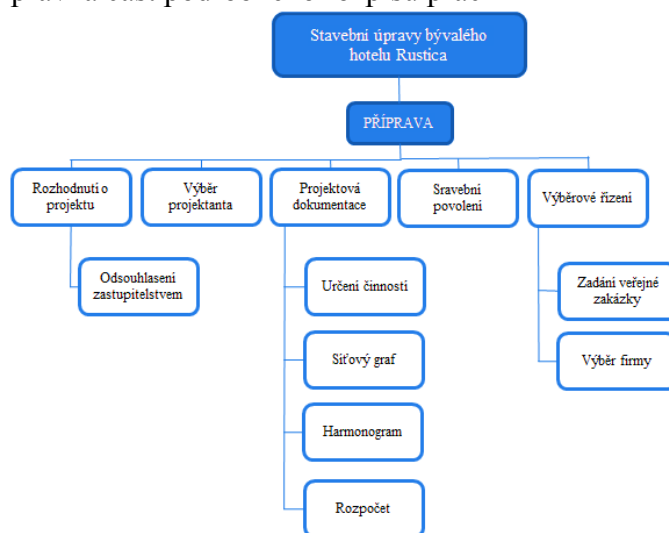 Stavební úpravy bývalého
hotelu Rustica
PŘÍPRAVA
Rozhodnutí o
projektu
Výběr
projektanta
Projektová
dokumentace
Sravební
povolení
Výběrové řízení
Odsouhlasení
zastupitelstvem
Určení činností
Zadání veřejné
zakázky
Síťový graf
Výběr firmy
Harmonogram
Rozpočet